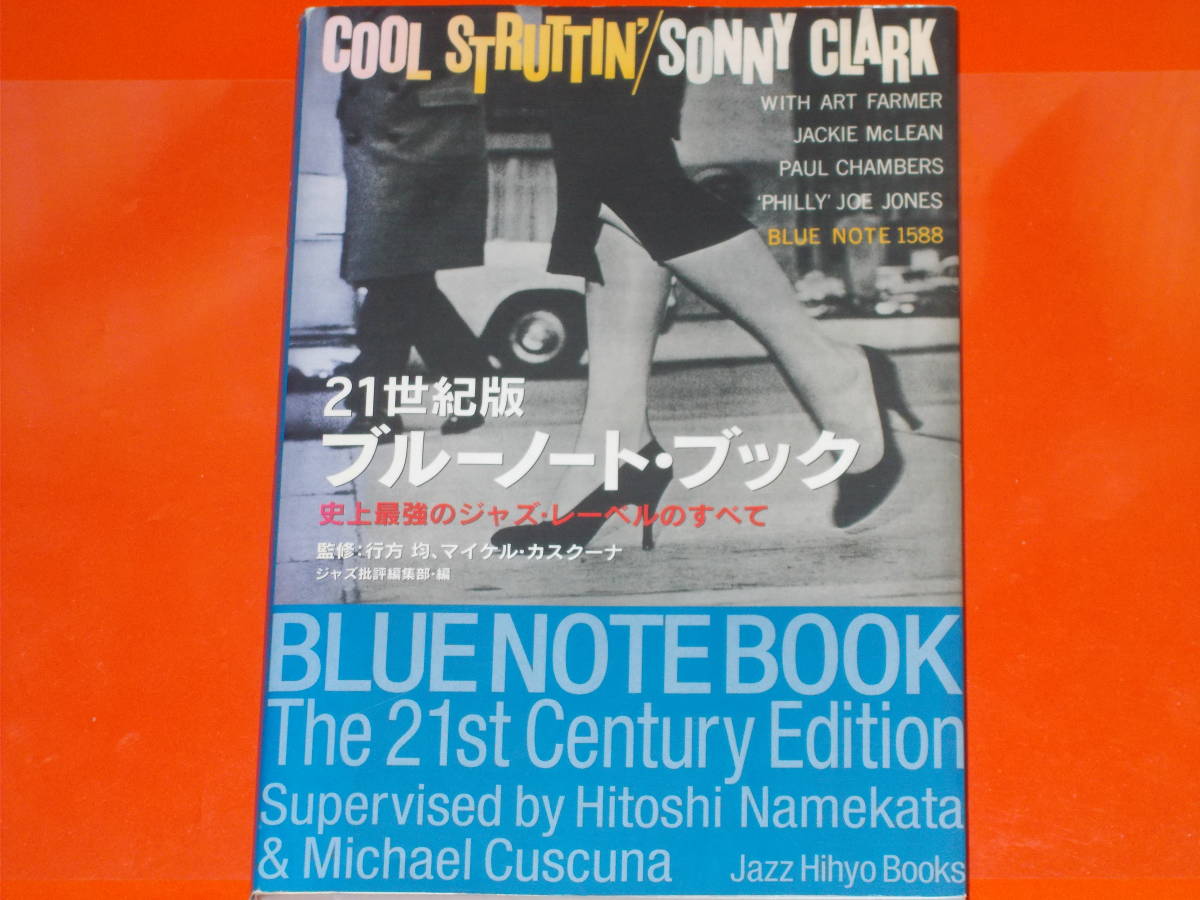 COOL STRUTTIN'/SONNY CLARK
WITH ART FARMER
JACKIE McLEAN
PAUL CHAMBERS
'PHILLY' JOE JONES
BLUE NOTE 1588
21世紀版
ブルーノート・ブック
史上最強のジャズ・レーベルのすべて
監修:行方 均、マイケル・カスクーナ
ジャズ批評編集部・編
BLUE NOTE BOOK
The 21st Century Edition
Supervised by Hitoshi Namekata
& Michael Cuscuna
Jazz Hihyo Books